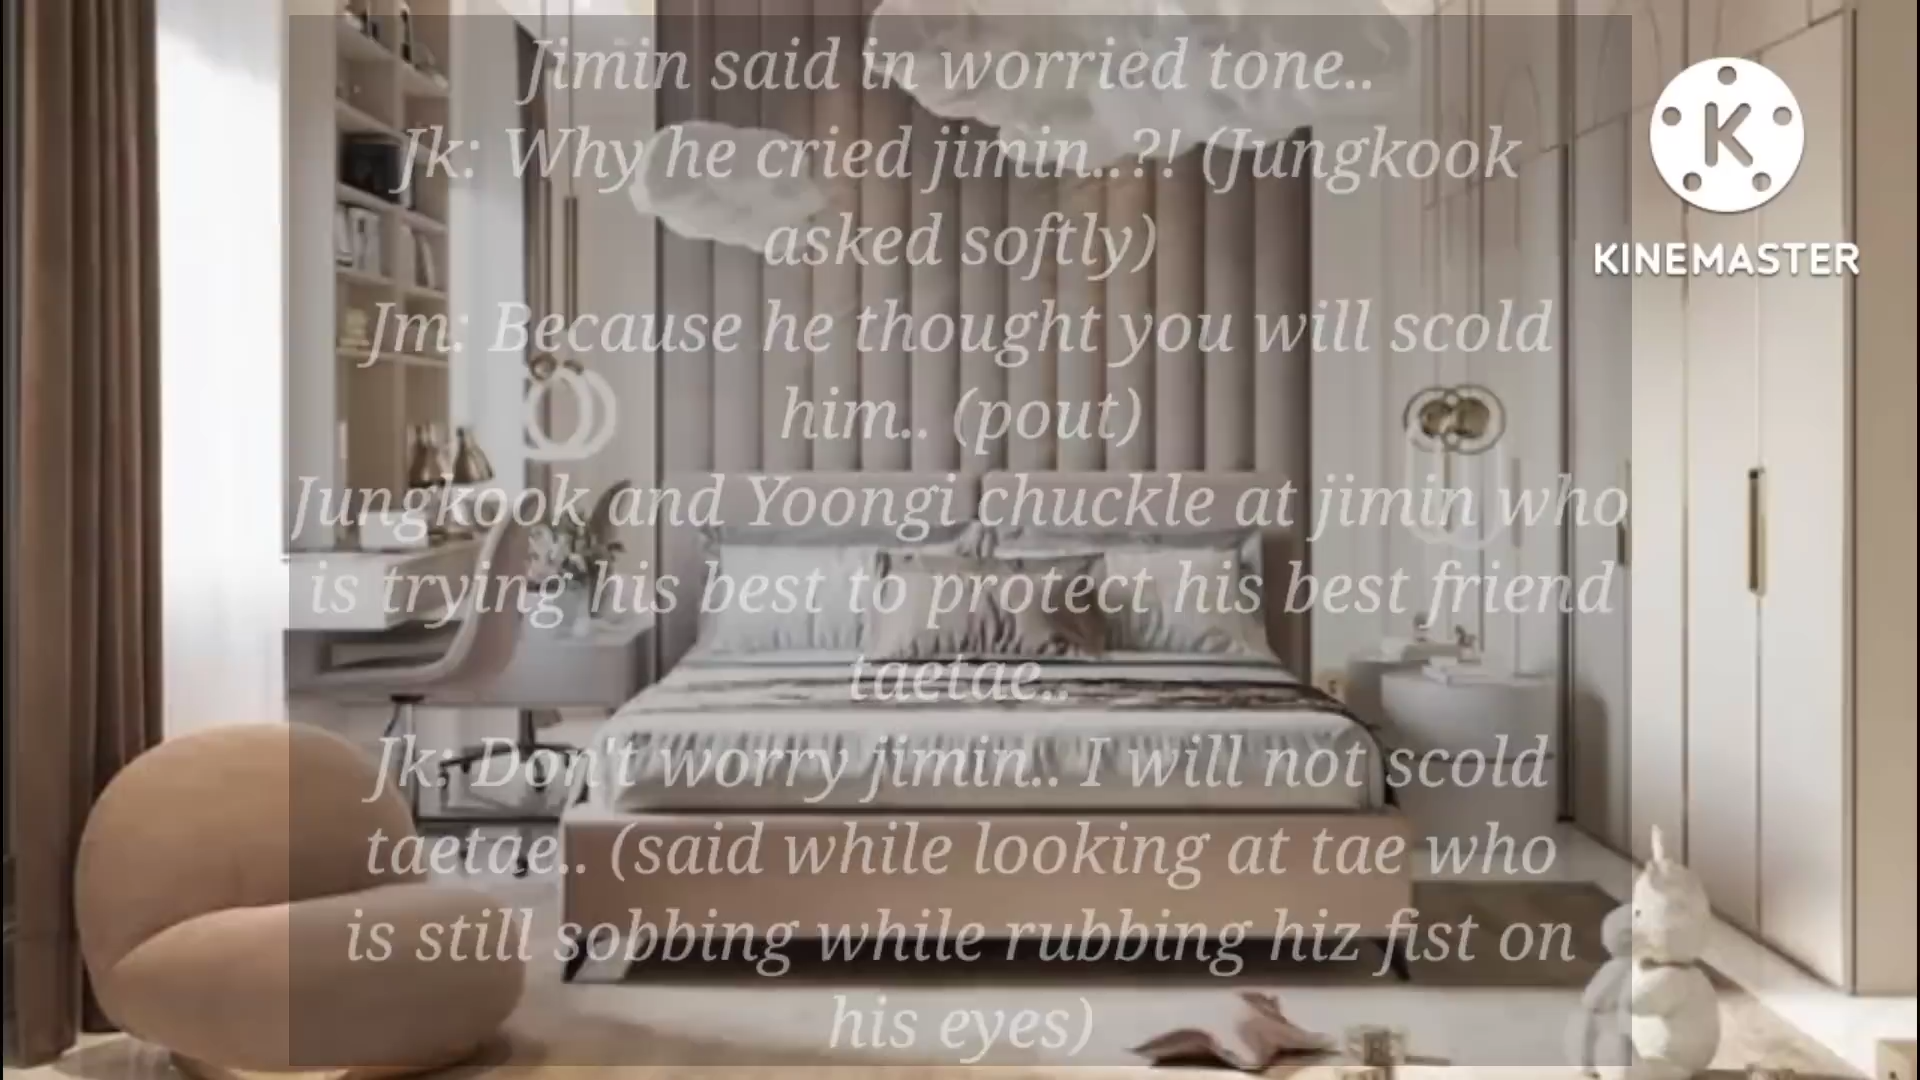 Jimin said in worried tone..
Jk: Why he cried jimin..?! (Jungkook
asked softly)
Jm: Because he thought you will scold
him.. (pout)
Jungkook and Yoongi chuckle at jimin who
is trying his best to protect his best friend
taetae..
Jk: Don't worry jimin.. I will not scold
taetae.. (said while looking at tae who
is still sobbing while rubbing hiz fist on
his eyes)
K
KINEMASTER